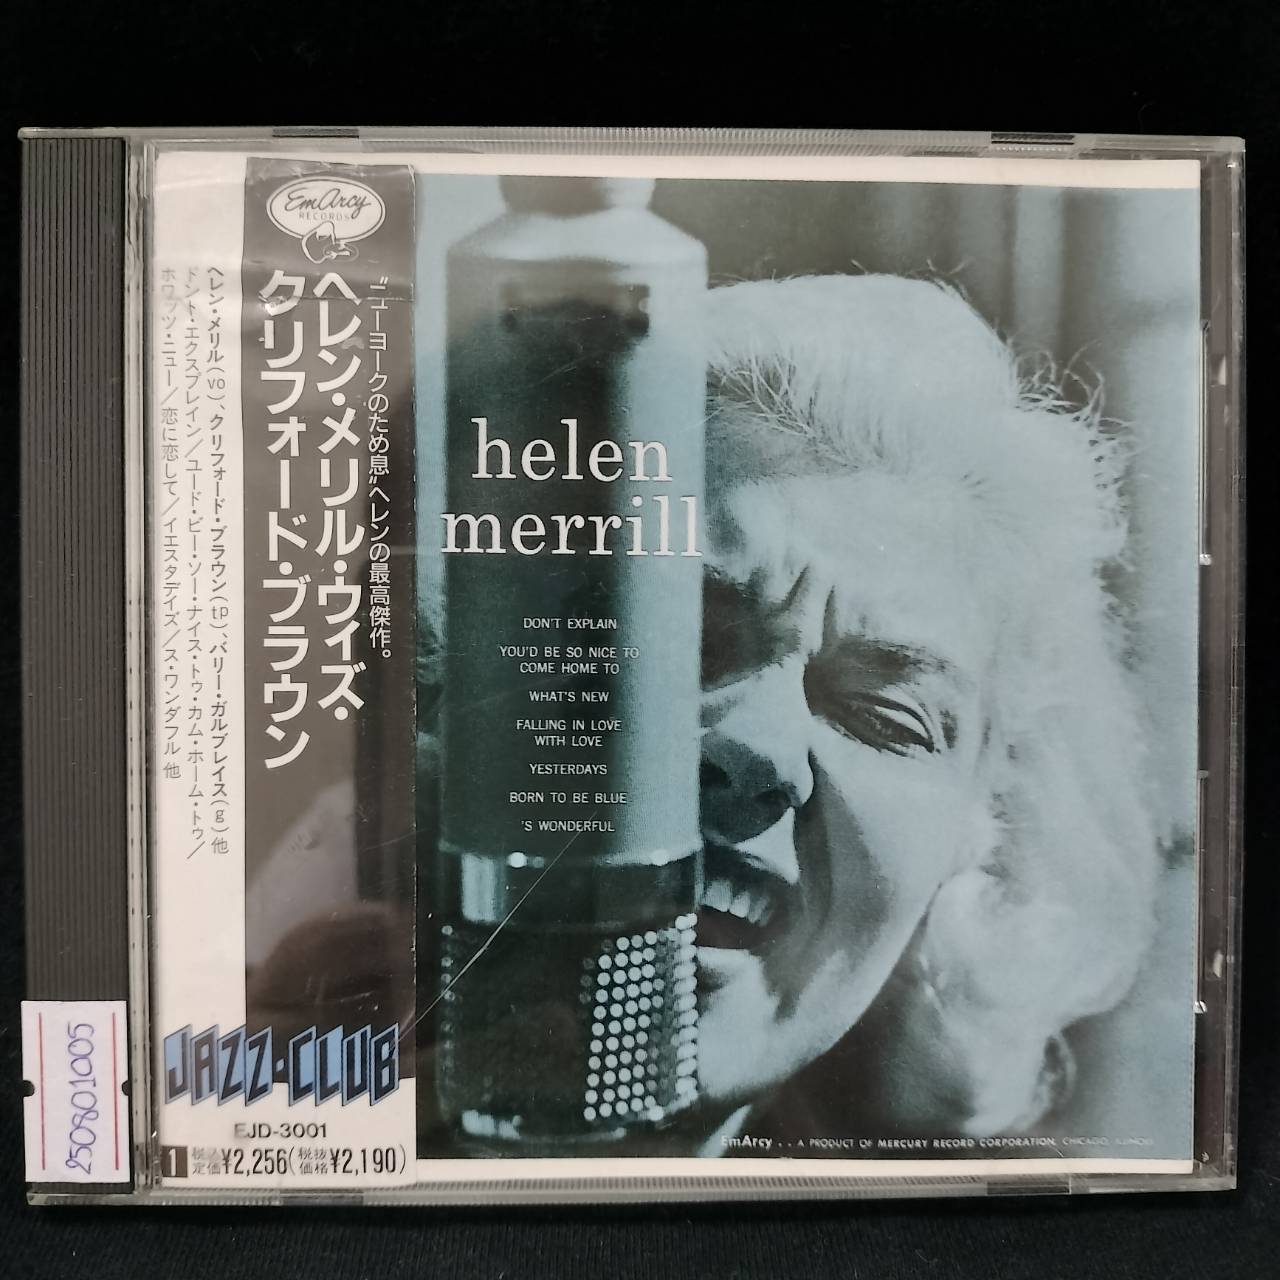 EmArcy
RECORDS
"ニューヨークのため息"ヘレンの最高傑作。
ヘレン・メリル・ウィズ・
クリフォード・ブラウン
ヘレン・メリル(vo)、クリフォード・ブラウン(tp)、バリー・ガルブレイス(g)他
ドント・エクスプレイン/ユード・ビー・ソー・ナイス・トゥ・カム・ホーム・トゥ/
ホワッツ・ニュー/恋に恋して/イエスタデイズ/ス・ワンダフル 他
JAZZ・CLUB
EJD-3001
1 税込定価¥2,256(税抜価格¥2,190)
250801005
helen
merrill
DON'T EXPLAIN
YOU'D BE SO NICE TO
COME HOME TO
WHAT'S NEW
FALLING IN LOVE
WITH LOVE
YESTERDAYS
BORN TO BE BLUE
'S WONDERFUL
EmArcy . . A PRODUCT OF MERCURY RECORD CORPORATION, CHICAGO, ILLINOIS